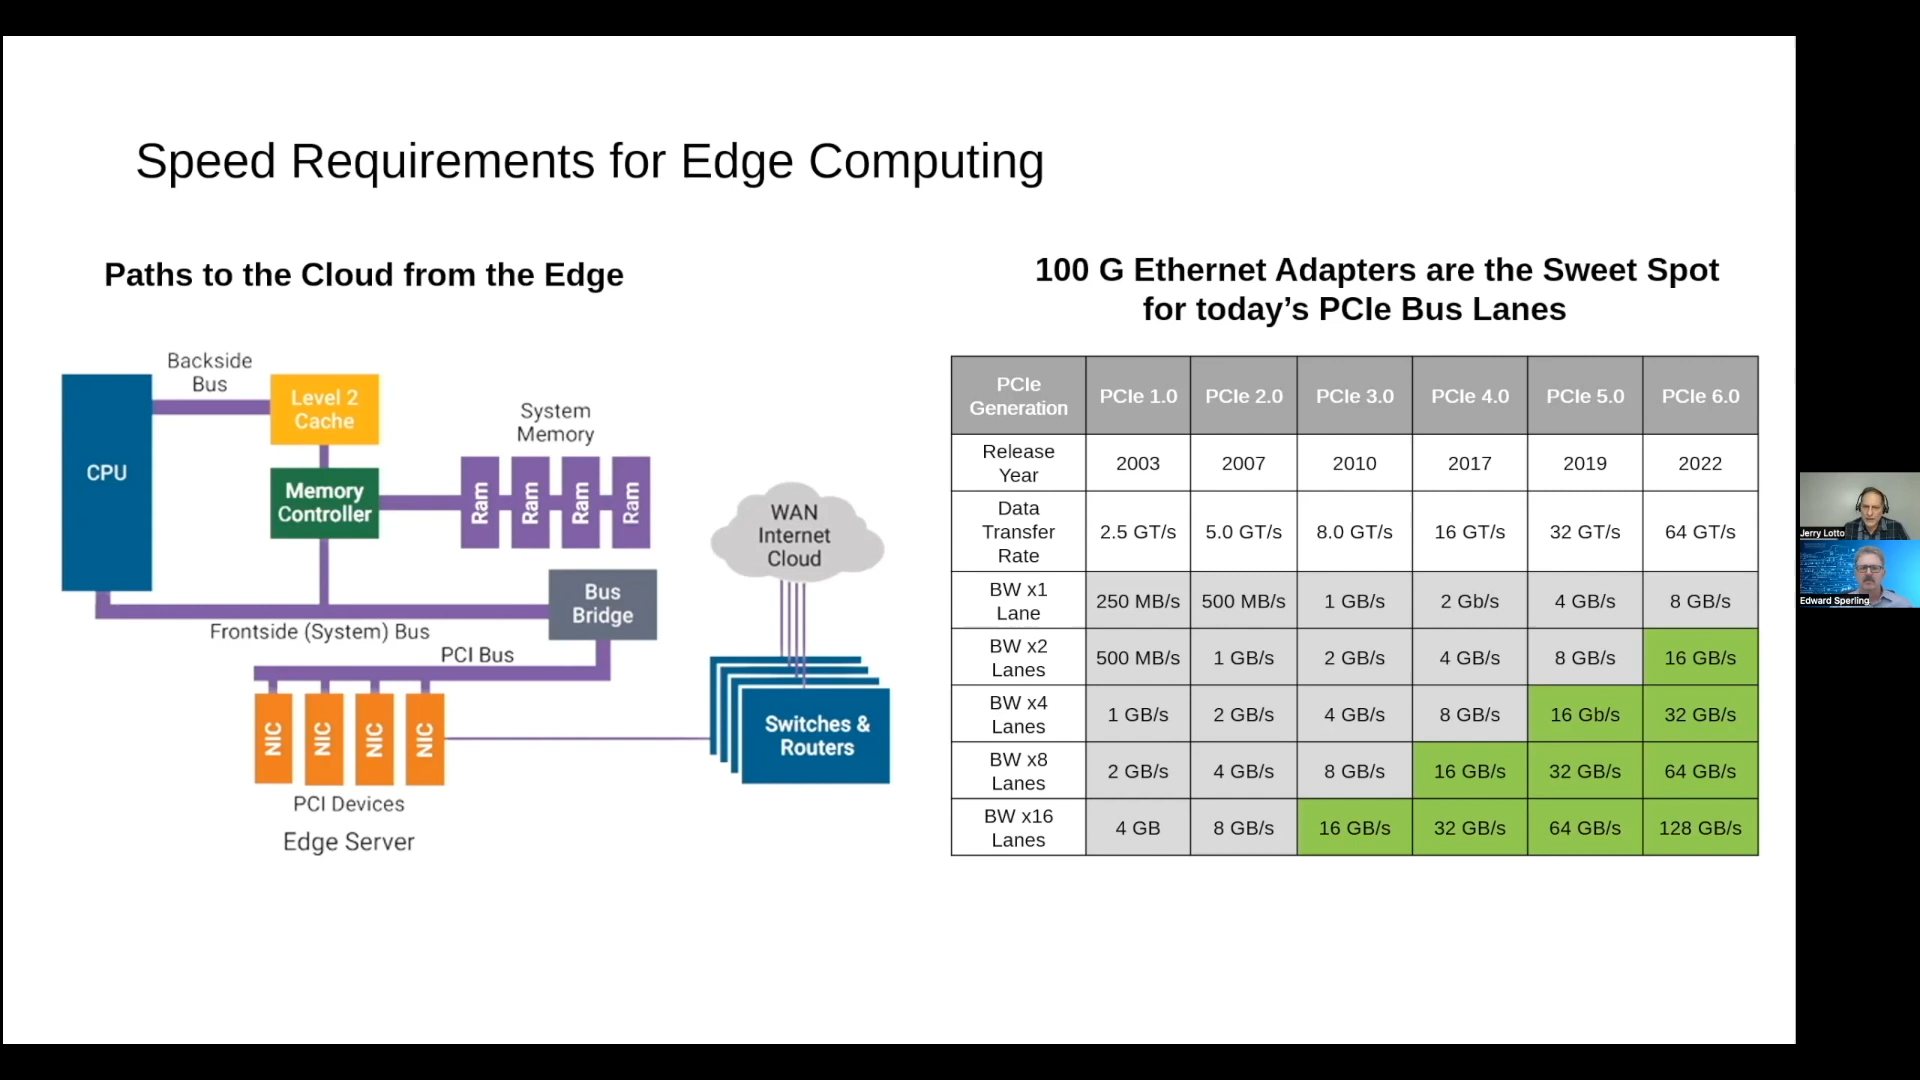 Speed Requirements for Edge Computing
Paths to the Cloud from the Edge
Backside
Bus
CPU
Level 2
Cache
Memory
Controller
System
Memory
Ram
Ram
Ram
Ram
Bus
Bridge
Frontside (System) Bus
PCI Bus
NIC
NIC
NIC
NIC
PCI Devices
Edge Server
WAN
Internet
Cloud
Switches &
Routers
100 G Ethernet Adapters are the Sweet Spot
for today’s PCIe Bus Lanes
PCIe
Generation
PCIe 1.0
PCIe 2.0
PCIe 3.0
PCIe 4.0
PCIe 5.0
PCIe 6.0
Release
Year
2003
2007
2010
2017
2019
2022
Data
Transfer
Rate
2.5 GT/s
5.0 GT/s
8.0 GT/s
16 GT/s
32 GT/s
64 GT/s
BW x1
Lane
250 MB/s
500 MB/s
1 GB/s
2 Gb/s
4 GB/s
8 GB/s
BW x2
Lanes
500 MB/s
1 GB/s
2 GB/s
4 GB/s
8 GB/s
16 GB/s
BW x4
Lanes
1 GB/s
2 GB/s
4 GB/s
8 GB/s
16 Gb/s
32 GB/s
BW x8
Lanes
2 GB/s
4 GB/s
8 GB/s
16 GB/s
32 GB/s
64 GB/s
BW x16
Lanes
4 GB
8 GB/s
16 GB/s
32 GB/s
64 GB/s
128 GB/s
Jerry Lotto
Edward Sperling